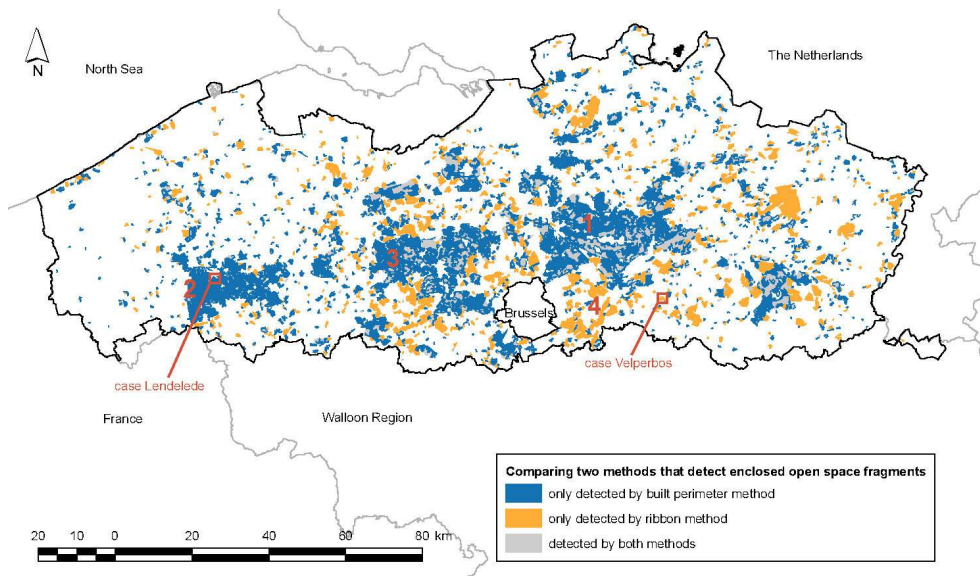 N
North Sea
The Netherlands
1
3
2
4
Brussels
case Velperbos
case Lendelede
France
Walloon Region
Comparing two methods that detect enclosed open space fragments
only detected by built perimeter method
only detected by ribbon method
detected by both methods
20 10 0 20 40 60 80 km